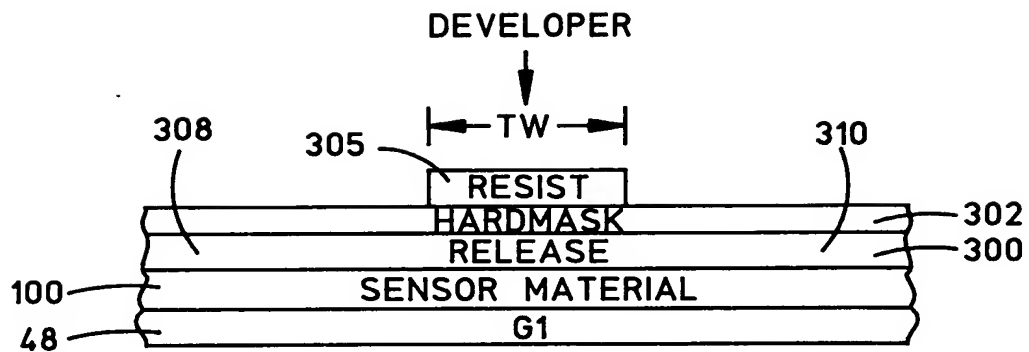 DEVELOPER
TW
308
305
310
RESIST
HARDMASK
302
RELEASE
300
100
SENSOR MATERIAL
48
G1